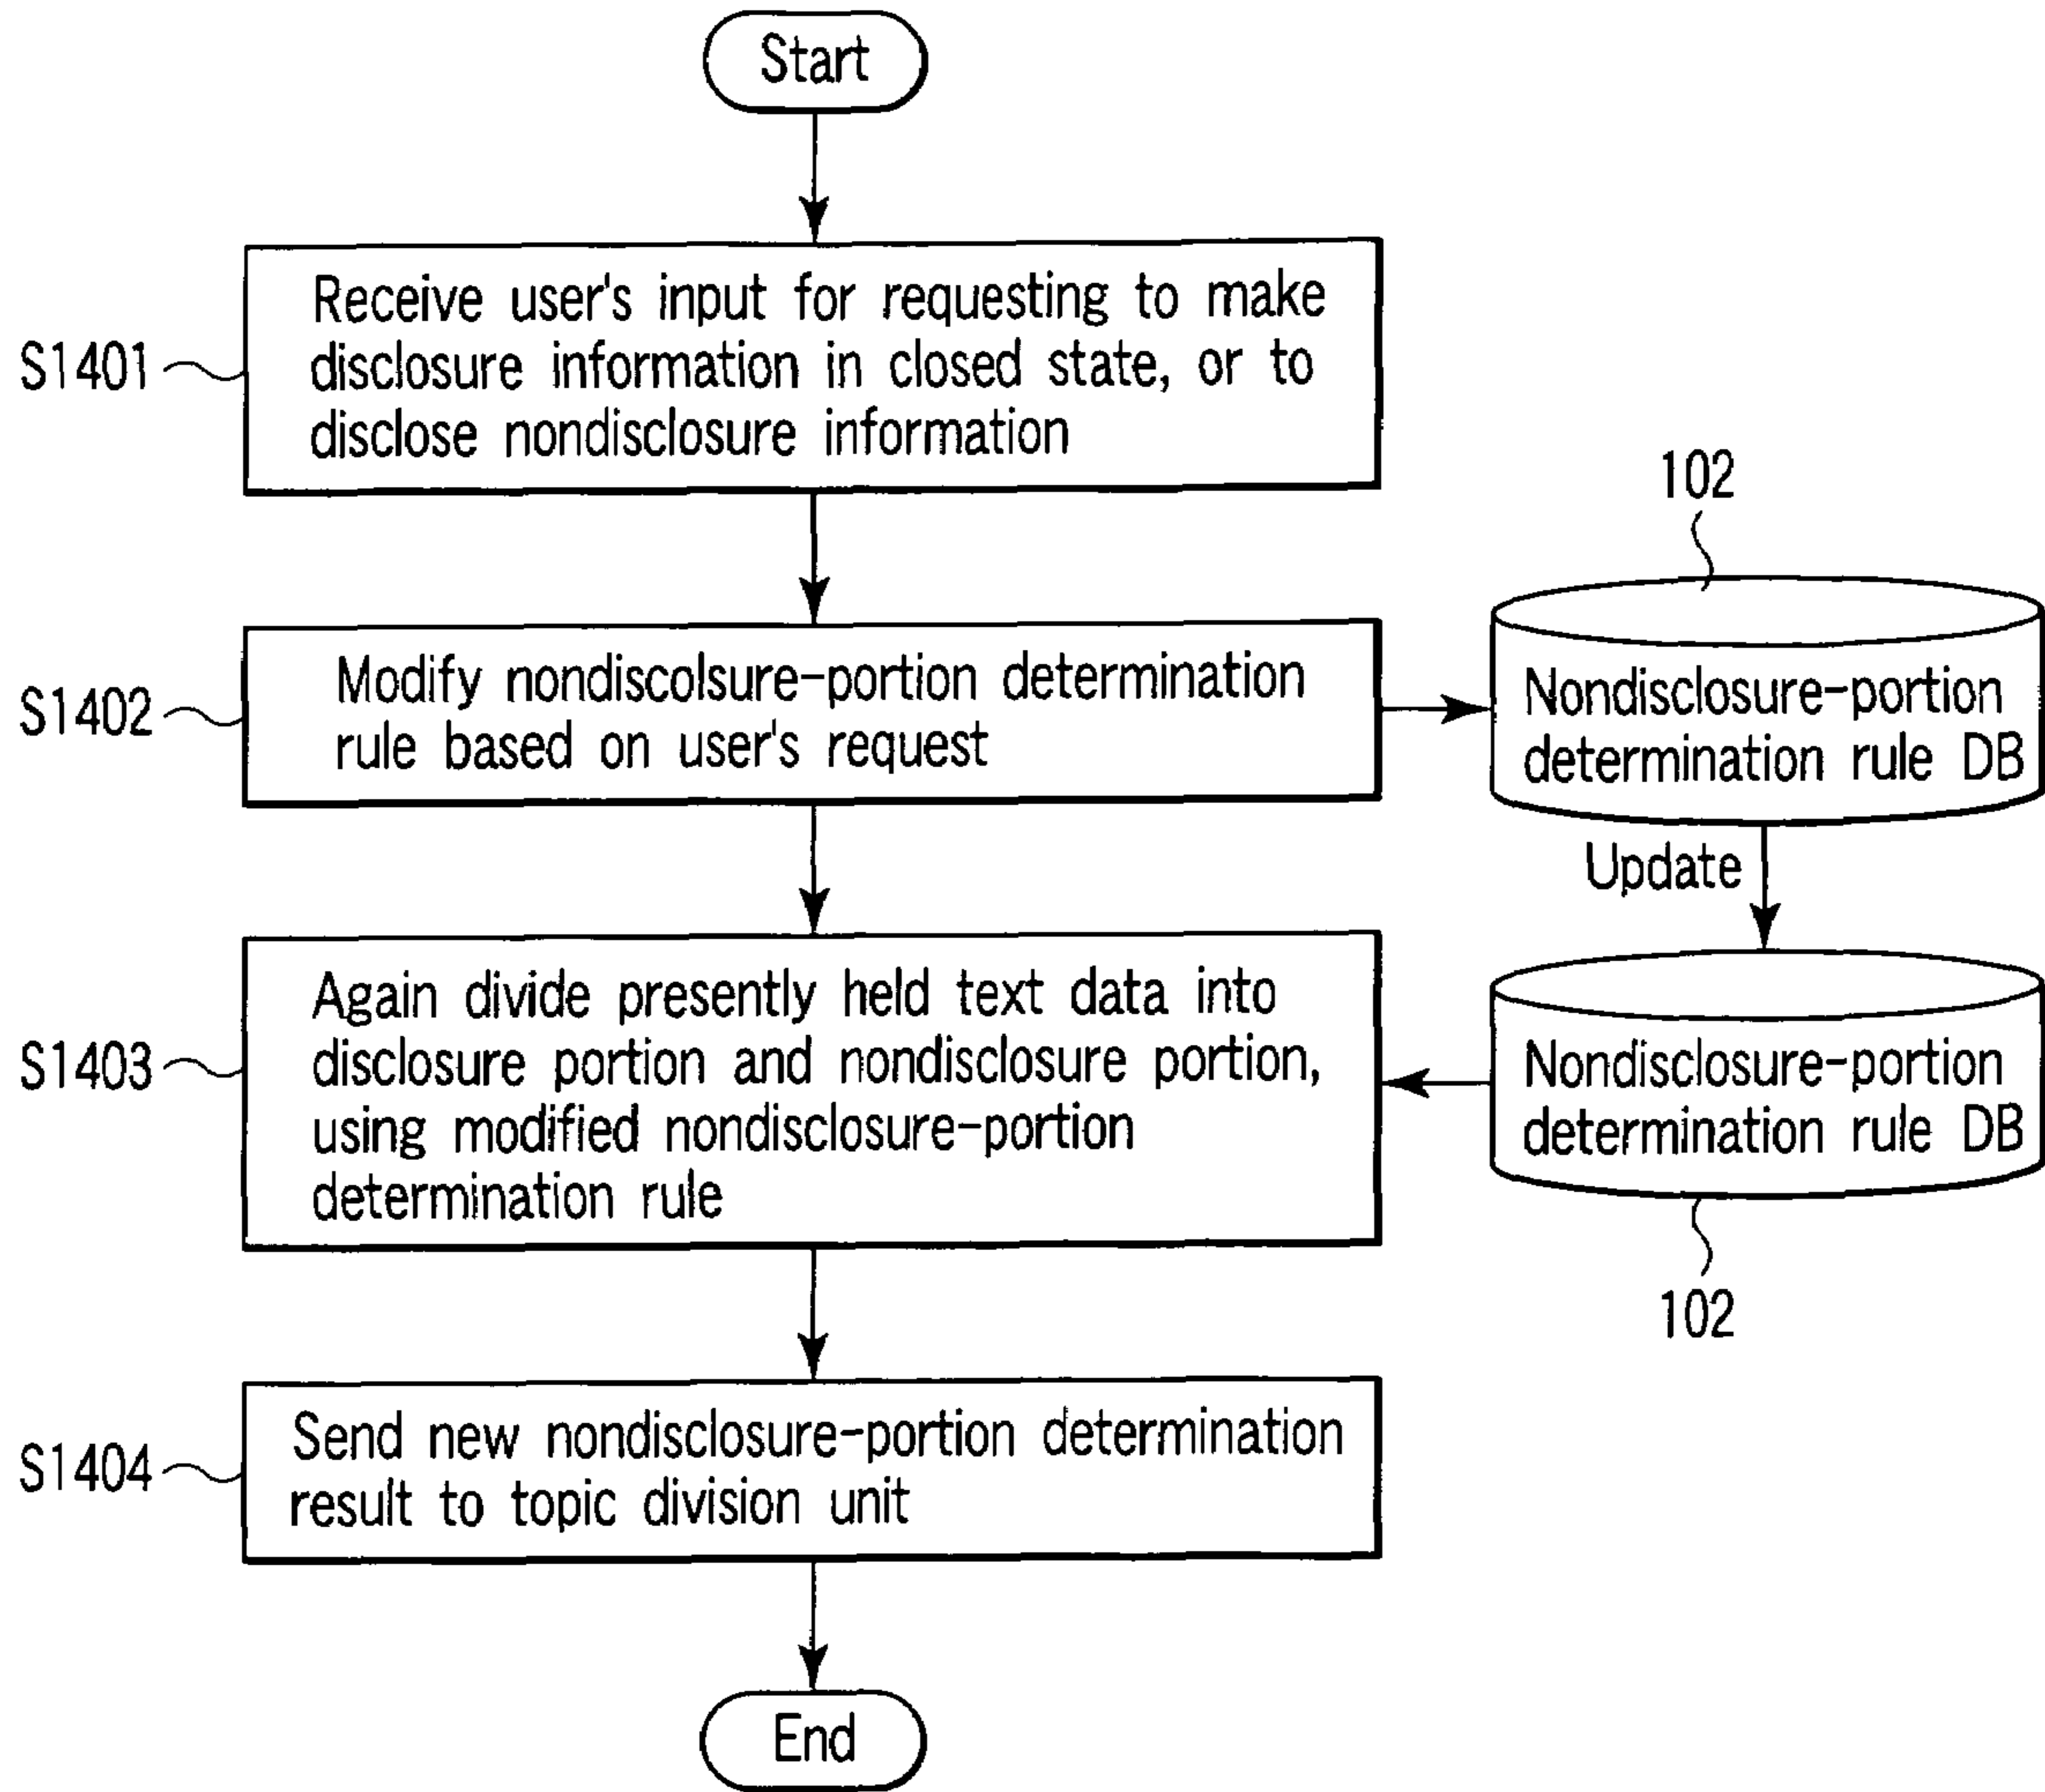 Start
S1401
Receive user's input for requesting to make
disclosure information in closed state, or to
disclose nondisclosure information
102
S1402
Modify nondiscolsure-portion determination
rule based on user's request
Nondisclosure-portion
determination rule DB
Update
S1403
Again divide presently held text data into
disclosure portion and nondisclosure portion,
using modified nondisclosure-portion
determination rule
Nondisclosure-portion
determination rule DB
102
S1404
Send new nondisclosure-portion determination
result to topic division unit
End